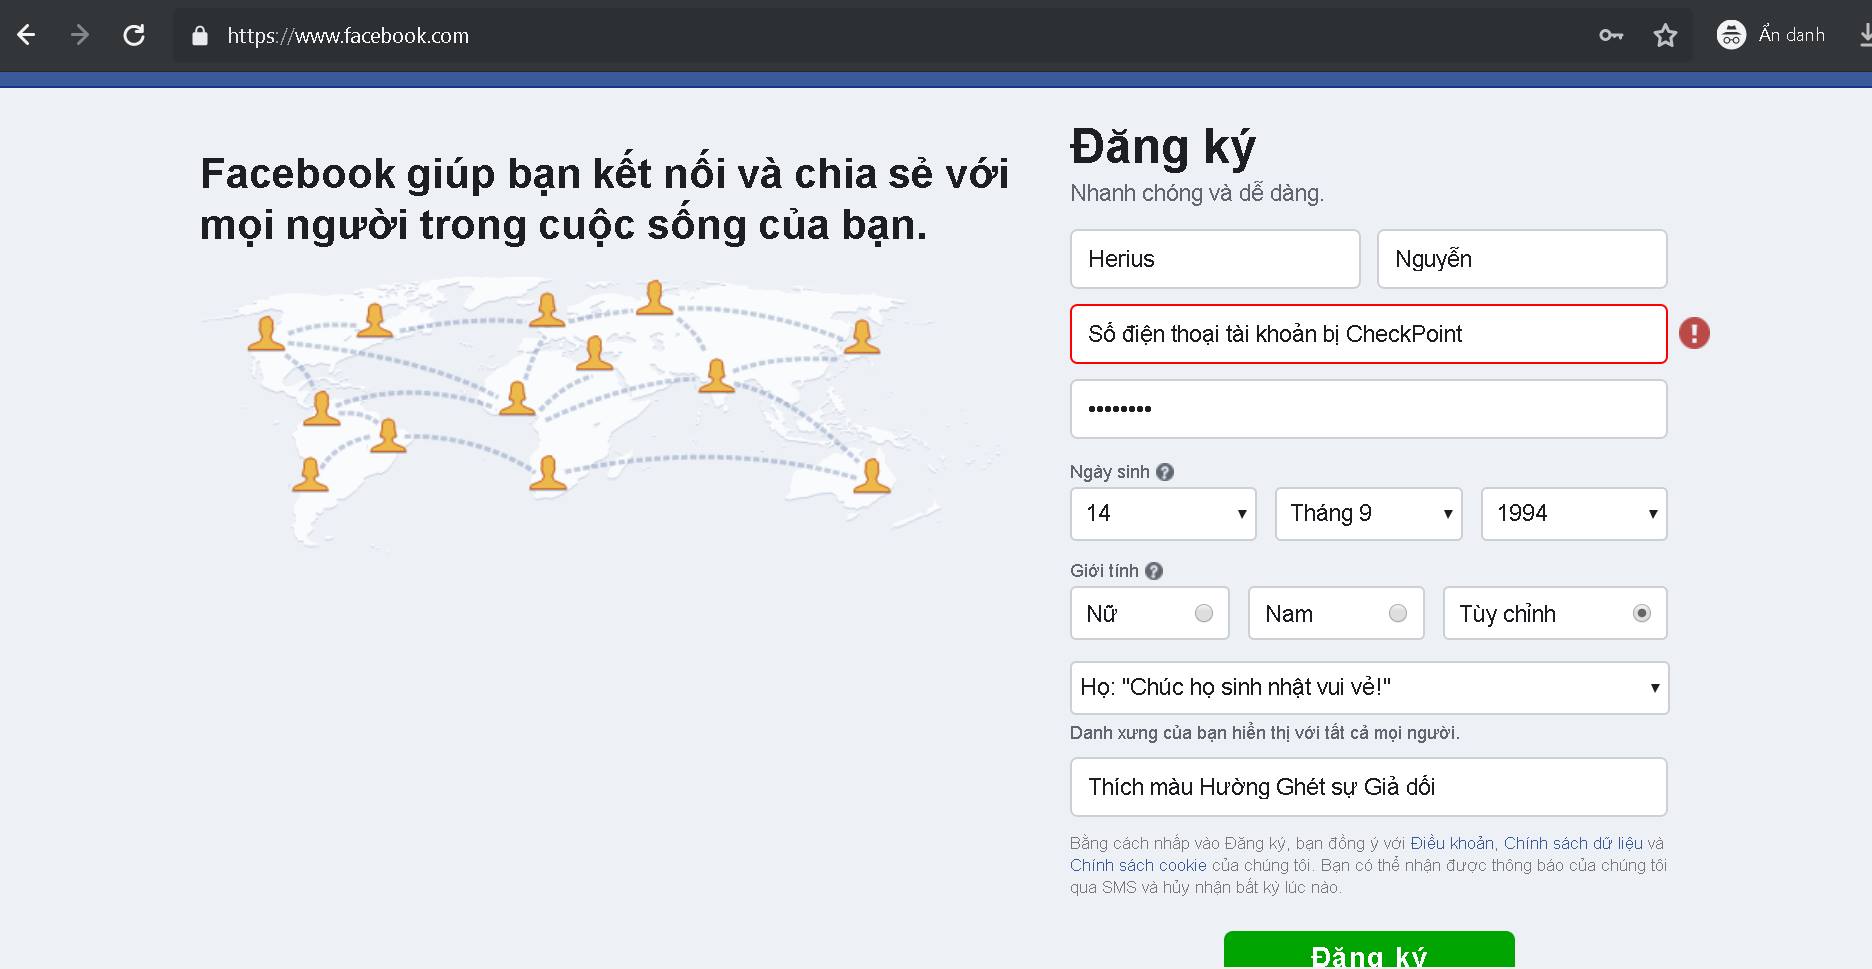 https://www.facebook.com
Ẩn danh
Facebook giúp bạn kết nối và chia sẻ với
mọi người trong cuộc sống của bạn.
Đăng ký
Nhanh chóng và dễ dàng.
Herius
Nguyễn
Số điện thoại tài khoản bị CheckPoint
••••••••
Ngày sinh
14
Tháng 9
1994
Giới tính
Nữ
Nam
Tùy chỉnh
Họ: "Chúc họ sinh nhật vui vẻ!"
Danh xưng của bạn hiển thị với tất cả mọi người.
Thích màu Hường Ghét sự Giả dối
Bằng cách nhấp vào Đăng ký, bạn đồng ý với Điều khoản, Chính sách dữ liệu và
Chính sách cookie của chúng tôi. Bạn có thể nhận được thông báo của chúng tôi
qua SMS và hủy nhận bất kỳ lúc nào.
Đăng ký